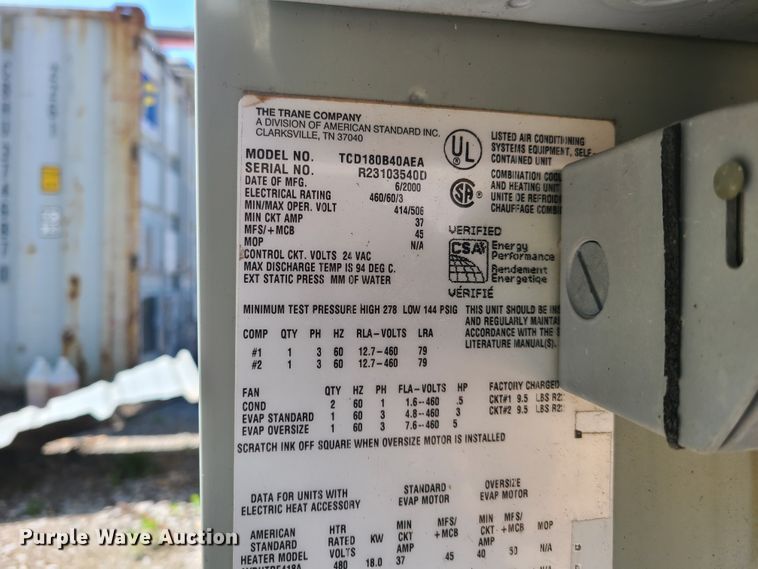 THE TRANE COMPANY
A DIVISION OF AMERICAN STANDARD INC.
CLARKSVILLE, TN 37040
MODEL NO. TCD180B40AEA
SERIAL NO. R23103540D
DATE OF MFG. 6/2000
ELECTRICAL RATING 460/60/3
MIN/MAX OPER. VOLT 414/506
MIN CKT AMP 37
MFS/+MCB 45
MOP N/A
CONTROL CKT. VOLTS 24 VAC
MAX DISCHARGE TEMP IS 94 DEG C.
EXT STATIC PRESS MM OF WATER
UL
LISTED AIR CONDITIONING
SYSTEMS EQUIPMENT, SELF-
CONTAINED UNIT
COMBINATION
AND HEATING UNIT
UNITE DE
CHAUFFAGE
VERIFIED
CSA
Energy
Performance
Rendement
Energetique
VÉRIFIÉ
MINIMUM TEST PRESSURE HIGH 278 LOW 144 PSIG
THIS UNIT SHOULD BE
AND REGULARLY
ACCORDANCE WITH THE
LITERATURE MANUAL(S).
COMP QTY PH HZ RLA-VOLTS LRA
#1 1 3 60 12.7-460 79
#2 1 3 60 12.7-460 79
FAN QTY HZ PH FLA-VOLTS HP
COND 2 60 1 1.6-460 .5
EVAP STANDARD 1 60 3 4.8-460 3
EVAP OVERSIZE 1 60 3 7.6-460 5
FACTORY CHARGED
CKT#1 9.5 LBS
CKT#2 9.5 LBS
SCRATCH INK OFF SQUARE WHEN OVERSIZE MOTOR IS INSTALLED
DATA FOR UNITS WITH
ELECTRIC HEAT ACCESSORY
STANDARD
EVAP MOTOR
OVERSIZE
EVAP MOTOR
AMERICAN
STANDARD
HEATER MODEL
HTR
RATED
VOLTS
KW
MIN
CKT
AMP
MFS/
+MCB
MIN
CKT
AMP
MFS/
+MCB
MOP
480 18.0 37 45 40 50 N/A
Purple Wave Auction